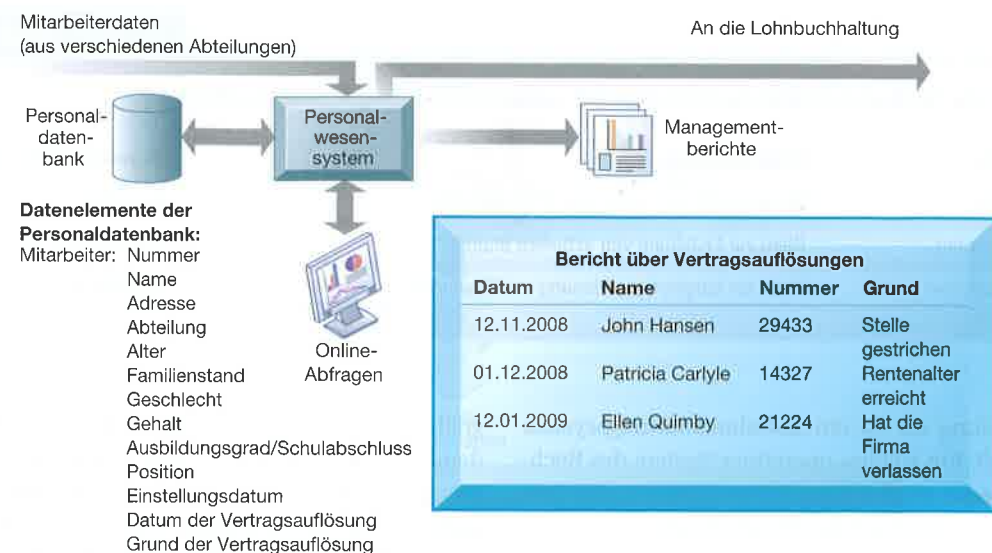 Mitarbeiterdaten
(aus verschiedenen Abteilungen)
An die Lohnbuchhaltung
Personal-
daten-
bank
Personal-
wesen-
system
Management-
berichte
Datenelemente der
Personaldatenbank:
Mitarbeiter: Nummer
Name
Adresse
Abteilung
Alter
Familienstand
Geschlecht
Gehalt
Ausbildungsgrad/Schulabschluss
Position
Einstellungsdatum
Datum der Vertragsauflösung
Grund der Vertragsauflösung
Online-
Abfragen
Bericht über Vertragsauflösungen
Datum Name Nummer Grund
12.11.2008 John Hansen 29433 Stelle
gestrichen
01.12.2008 Patricia Carlyle 14327 Rentenalter
erreicht
12.01.2009 Ellen Quimby 21224 Hat die
Firma
verlassen